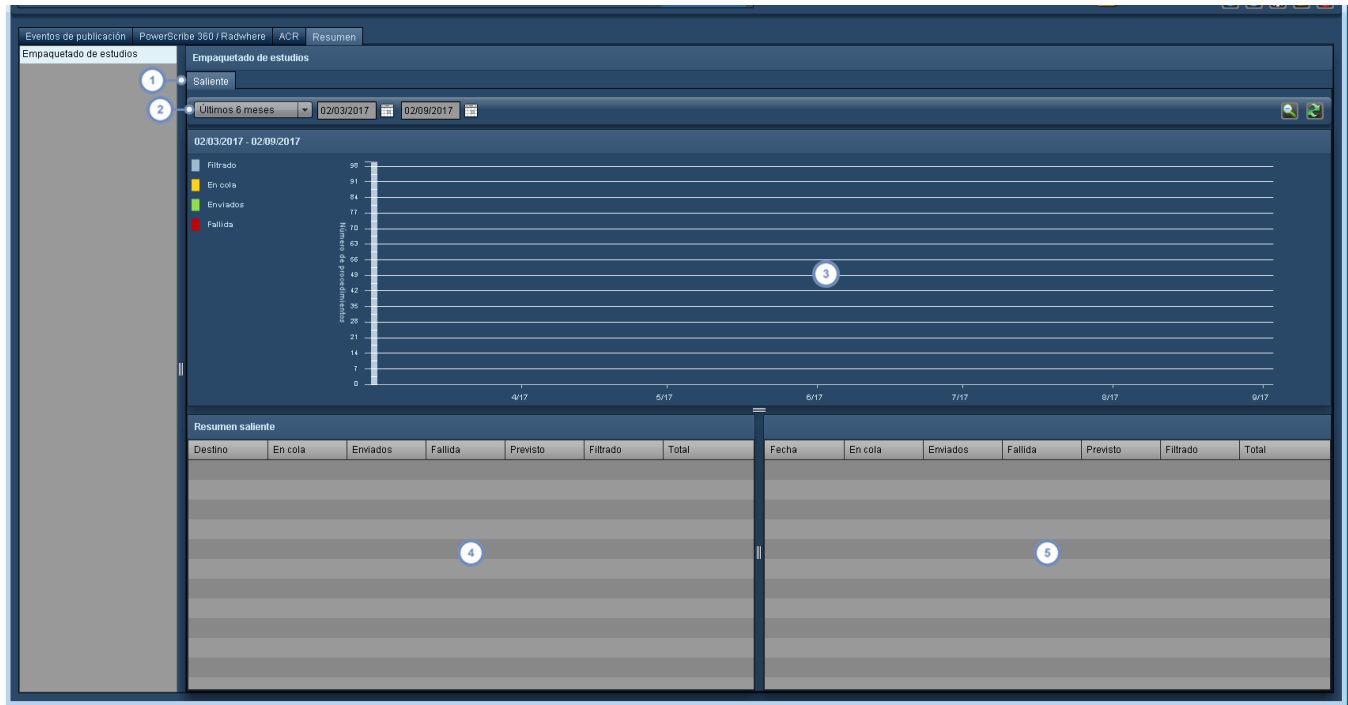 Eventos de publicación PowerScribe 360 / Radwhere ACR Resumen
Empaquetado de estudios
Empaquetado de estudios
1 Saliente
2 Últimos 6 meses 02/03/2017 02/09/2017
02/03/2017 - 02/09/2017
Filtrado
En cola
Enviados
Fallida
Número de procedimientos
98
91
84
77
70
63
56
49
42
35
28
21
14
7
0
3
4/17 5/17 6/17 7/17 8/17 9/17
Resumen saliente
Destino En cola Enviados Fallida Previsto Filtrado Total
Fecha En cola Enviados Fallida Previsto Filtrado Total
4
5